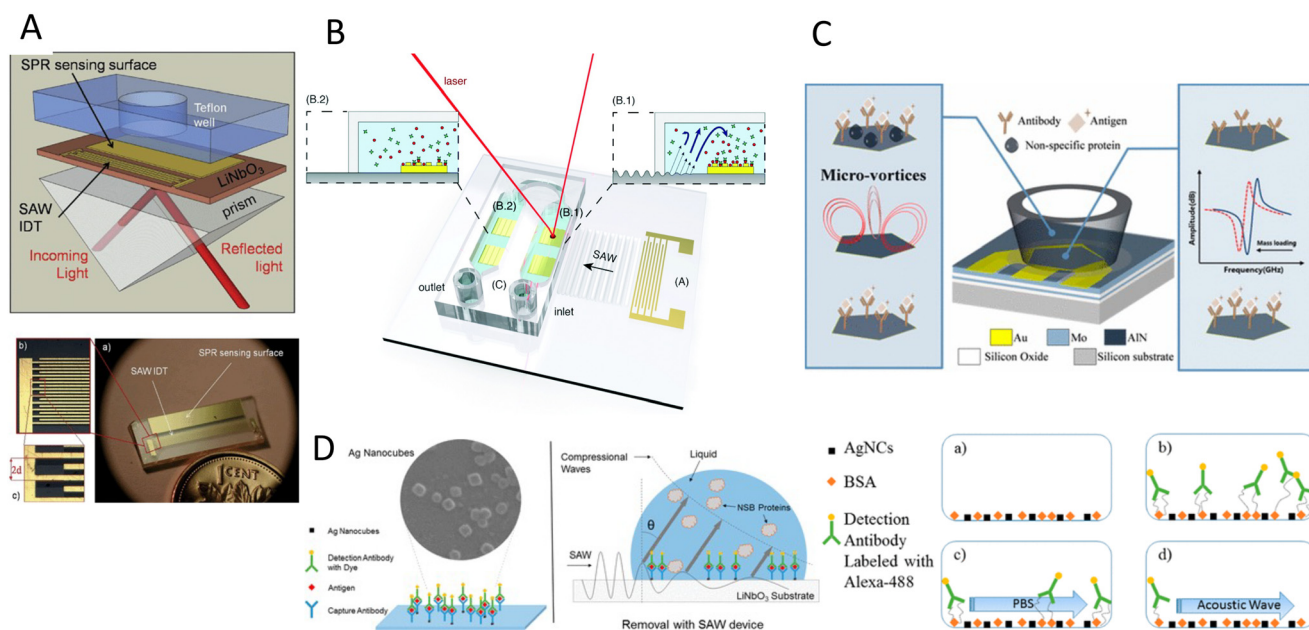 A
SPR sensing surface
Teflon
well
LiNbO3
SAW
IDT
prism
Incoming
Light
Reflected
light
b)
a)
SPR sensing surface
SAW IDT
2d
c)
1 CENT
B
laser
(B.2)
(B.1)
(B.2)
(B.1)
SAW
(A)
(C)
outlet
inlet
C
Antibody
Antigen
Non-specific protein
Micro-vortices
Amplitude(dB)
Mass loading
Frequency(GHz)
Au
Mo
AlN
Silicon Oxide
Silicon substrate
D
Ag Nanocubes
Ag Nanocubes
Detection Antibody
with Dye
Antigen
Capture Antibody
Compressional
Waves
Liquid
NSB Proteins
θ
SAW
LiNbO3 Substrate
Removal with SAW device
AgNCs
BSA
Detection
Antibody
Labeled with
Alexa-488
a)
b)
c)
PBS
d)
Acoustic Wave